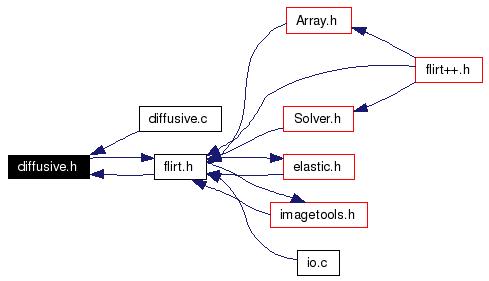 Array.h
flirt++.h
diffusive.c
Solver.h
diffusive.h
flirt.h
elastic.h
imagetools.h
io.c